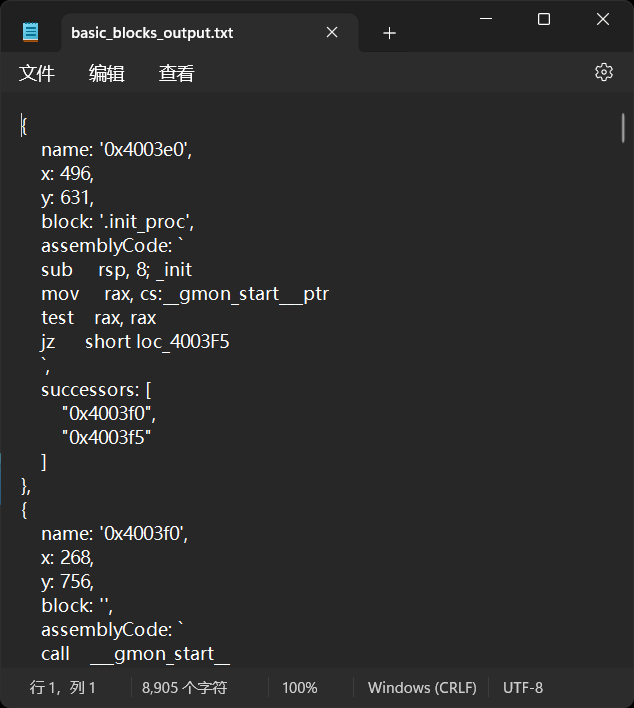 basic_blocks_output.txt
文件 编辑 查看
{
name: '0x4003e0',
x: 496,
y: 631,
block: '.init_proc',
assemblyCode: `
sub rsp, 8; _init
mov rax, cs:__gmon_start___ptr
test rax, rax
jz short loc_4003F5
`,
successors: [
"0x4003f0",
"0x4003f5"
]
},
{
name: '0x4003f0',
x: 268,
y: 756,
block: '',
assemblyCode: `
call ___gmon_start__
行 1，列 1 8,905 个字符 100% Windows (CRLF) UTF-8